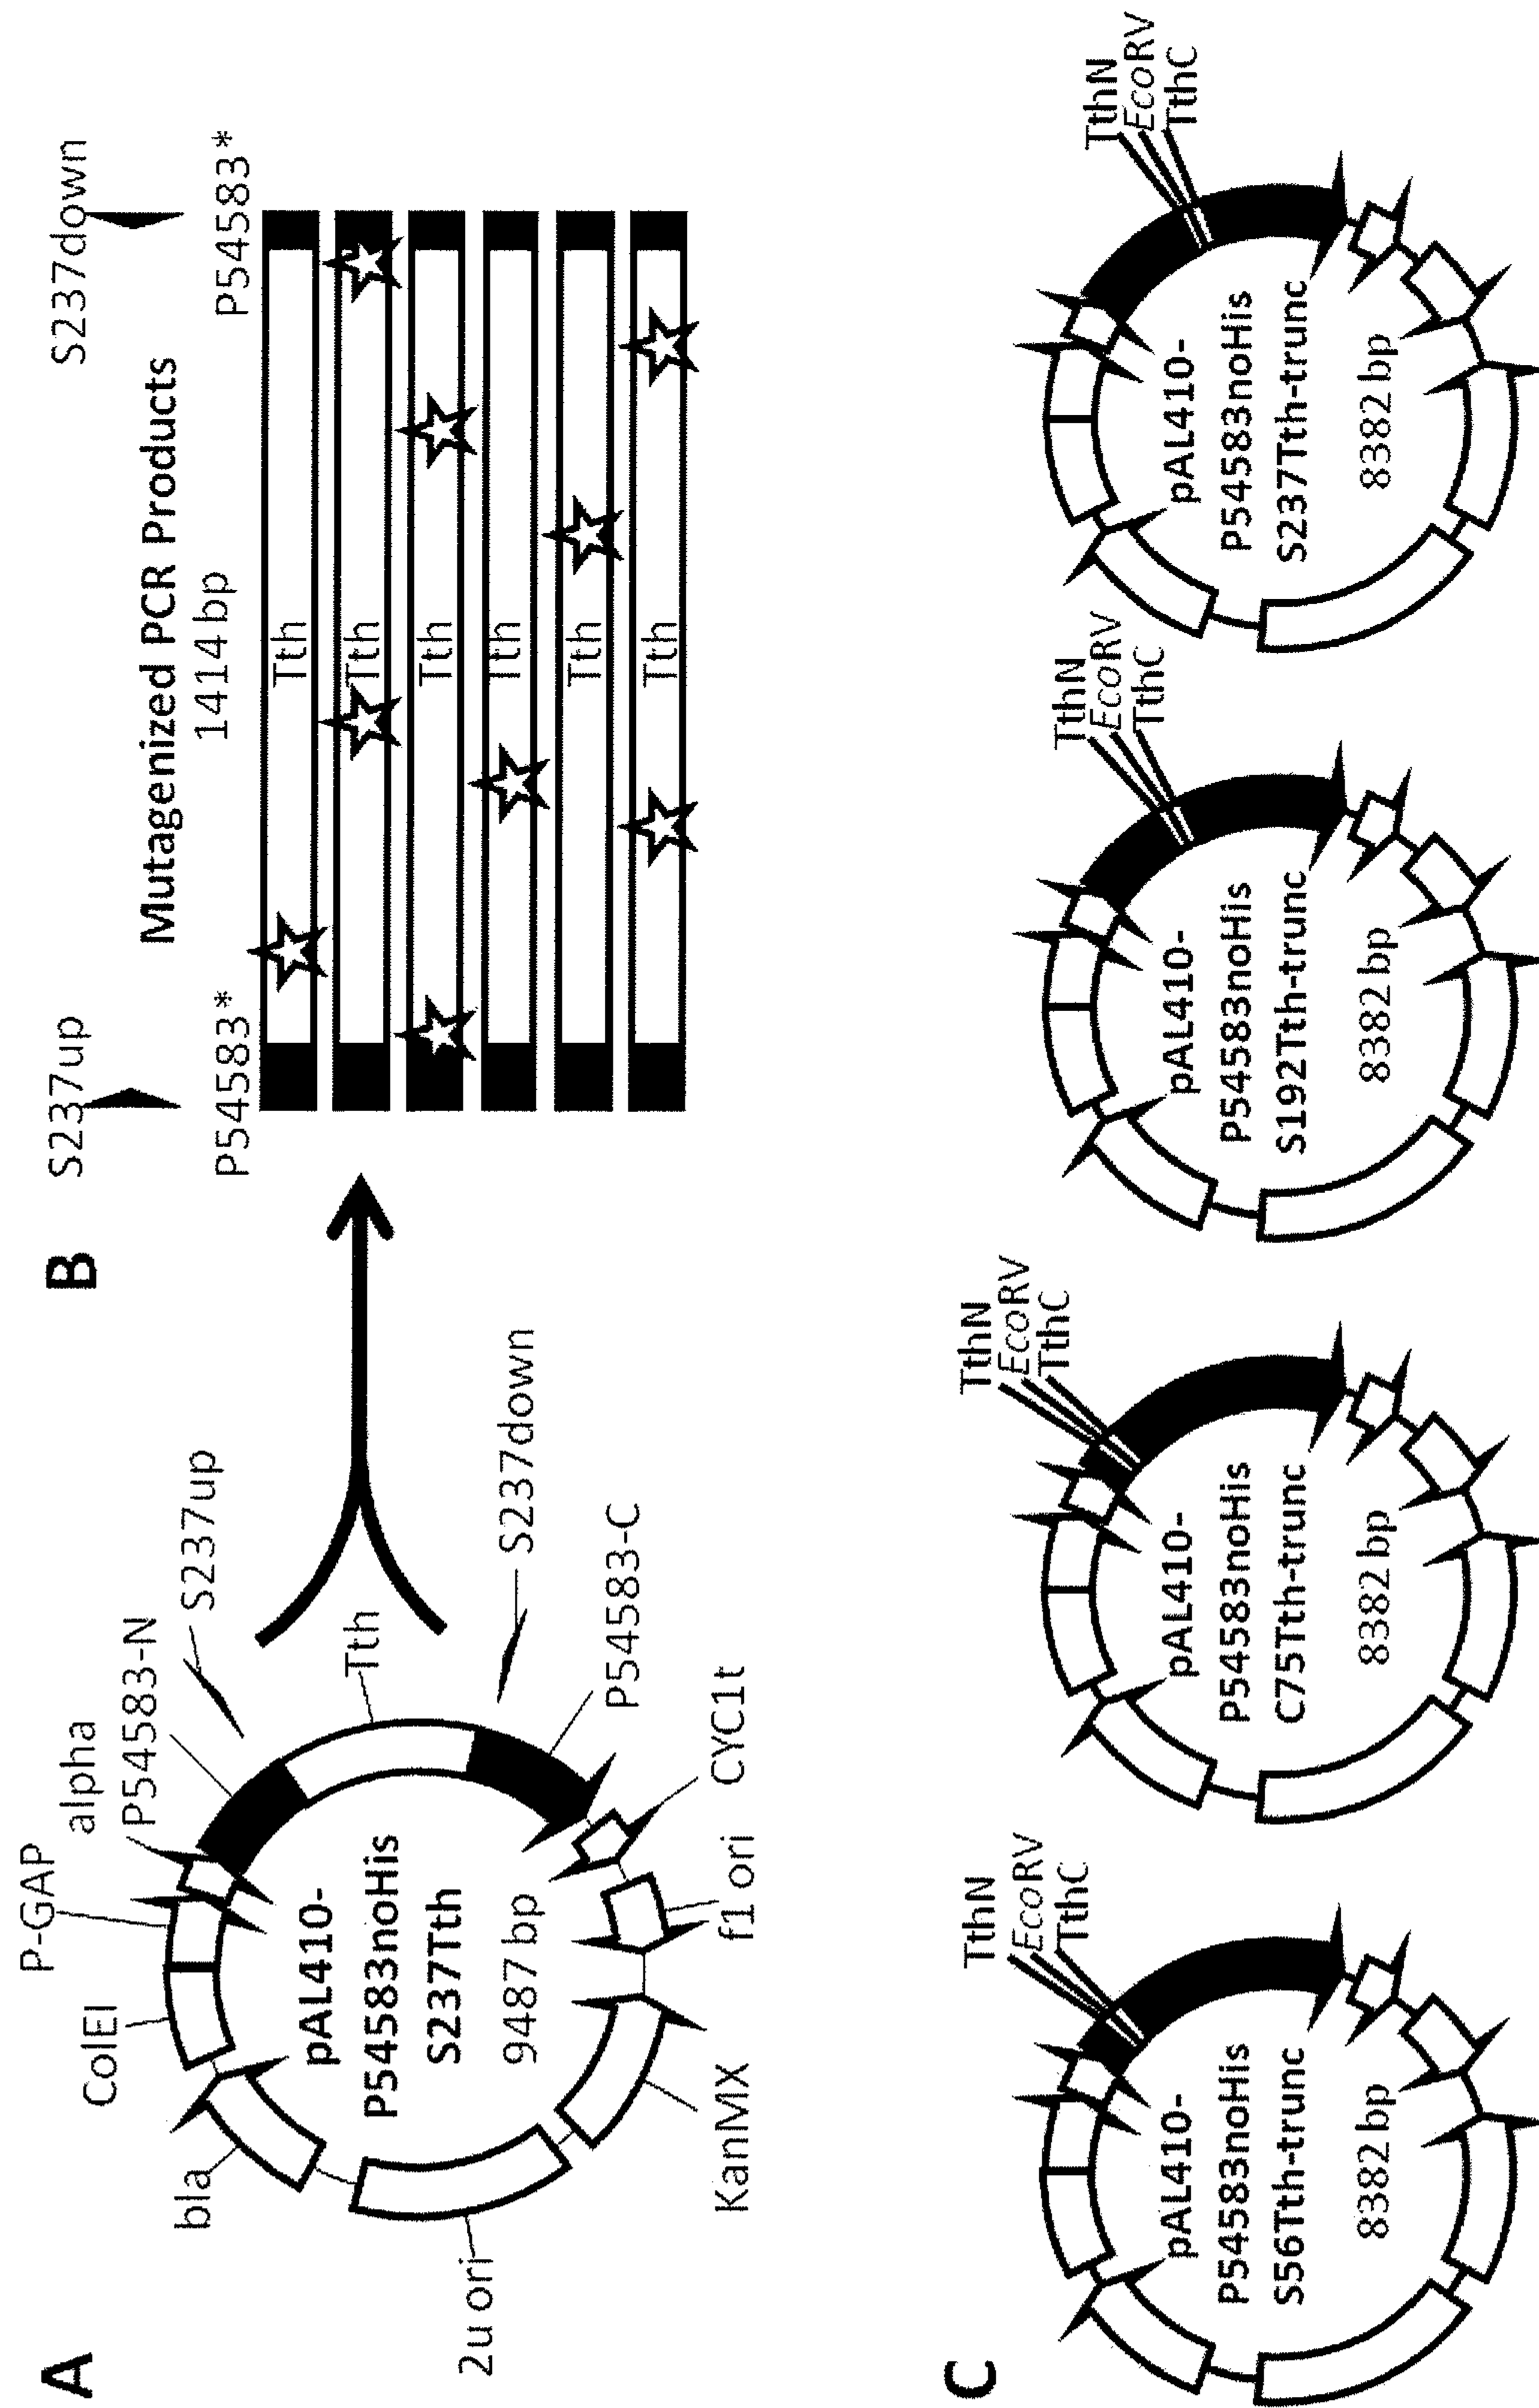 A
P-GAP
alpha
P54583-N
S237up
ColEI
bla
Tth
S237down
P54583-C
CYC1t
f1 ori
KanMX
2u ori
pAL410-
P54583noHis
S237Tth
9487 bp
B
S237up
S237down
Mutagenized PCR Products
1414 bp
P54583*
P54583*
Tth
Tth
Tth
Tth
Tth
Tth
C
TthN
EcoRV
TthC
pAL410-
P54583noHis
S56Tth-trunc
8382 bp
TthN
EcoRV
TthC
pAL410-
P54583noHis
C75Tth-trunc
8382 bp
TthN
EcoRV
TthC
pAL410-
P54583noHis
S192Tth-trunc
8382 bp
TthN
EcoRV
TthC
pAL410-
P54583noHis
S237Tth-trunc
8382 bp